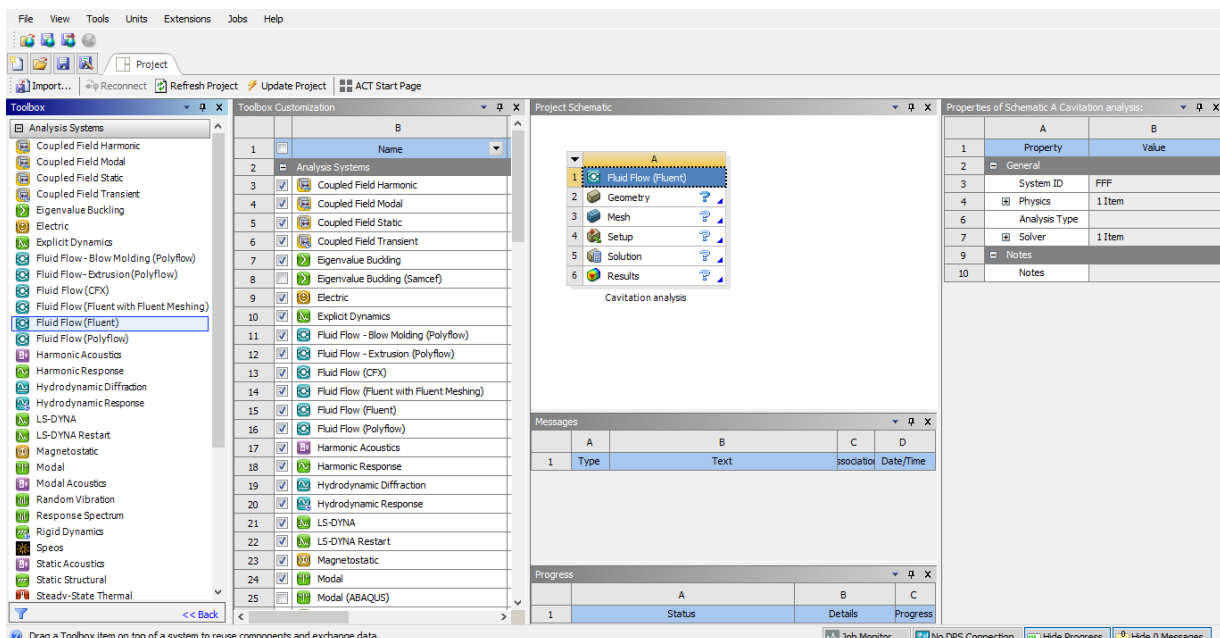 File View Tools Units Extensions Jobs Help
Project
Import... Reconnect Refresh Project Update Project ACT Start Page
Toolbox
Analysis Systems
Coupled Field Harmonic
Coupled Field Modal
Coupled Field Static
Coupled Field Transient
Eigenvalue Buckling
Electric
Explicit Dynamics
Fluid Flow - Blow Molding (Polyflow)
Fluid Flow - Extrusion (Polyflow)
Fluid Flow (CFX)
Fluid Flow (Fluent with Fluent Meshing)
Fluid Flow (Fluent)
Fluid Flow (Polyflow)
Harmonic Acoustics
Harmonic Response
Hydrodynamic Diffraction
Hydrodynamic Response
LS-DYNA
LS-DYNA Restart
Magnetostatic
Modal
Modal Acoustics
Random Vibration
Response Spectrum
Rigid Dynamics
Speos
Static Acoustics
Static Structural
Steady-State Thermal
<< Back
Toolbox Customization
B
1 Name
2 Analysis Systems
3 Coupled Field Harmonic
4 Coupled Field Modal
5 Coupled Field Static
6 Coupled Field Transient
7 Eigenvalue Buckling
8 Eigenvalue Buckling (Samcef)
9 Electric
10 Explicit Dynamics
11 Fluid Flow - Blow Molding (Polyflow)
12 Fluid Flow - Extrusion (Polyflow)
13 Fluid Flow (CFX)
14 Fluid Flow (Fluent with Fluent Meshing)
15 Fluid Flow (Fluent)
16 Fluid Flow (Polyflow)
17 Harmonic Acoustics
18 Harmonic Response
19 Hydrodynamic Diffraction
20 Hydrodynamic Response
21 LS-DYNA
22 LS-DYNA Restart
23 Magnetostatic
24 Modal
25 Modal (ABAQUS)
Project Schematic
A
1 Fluid Flow (Fluent)
2 Geometry ?
3 Mesh ?
4 Setup ?
5 Solution ?
6 Results ?
Cavitation analysis
Messages
A B C D
1 Type Text ssociation Date/Time
Progress
A B C
1 Status Details Progress
Properties of Schematic A Cavitation analysis:
A B
1 Property Value
2 General
3 System ID FFF
4 Physics 1 Item
6 Analysis Type
7 Solver 1 Item
9 Notes
10 Notes
Drag a Toolbox item on top of a system to reuse components and exchange data.
Job Monitor... No DPS Connection Hide Progress Hide 0 Messages